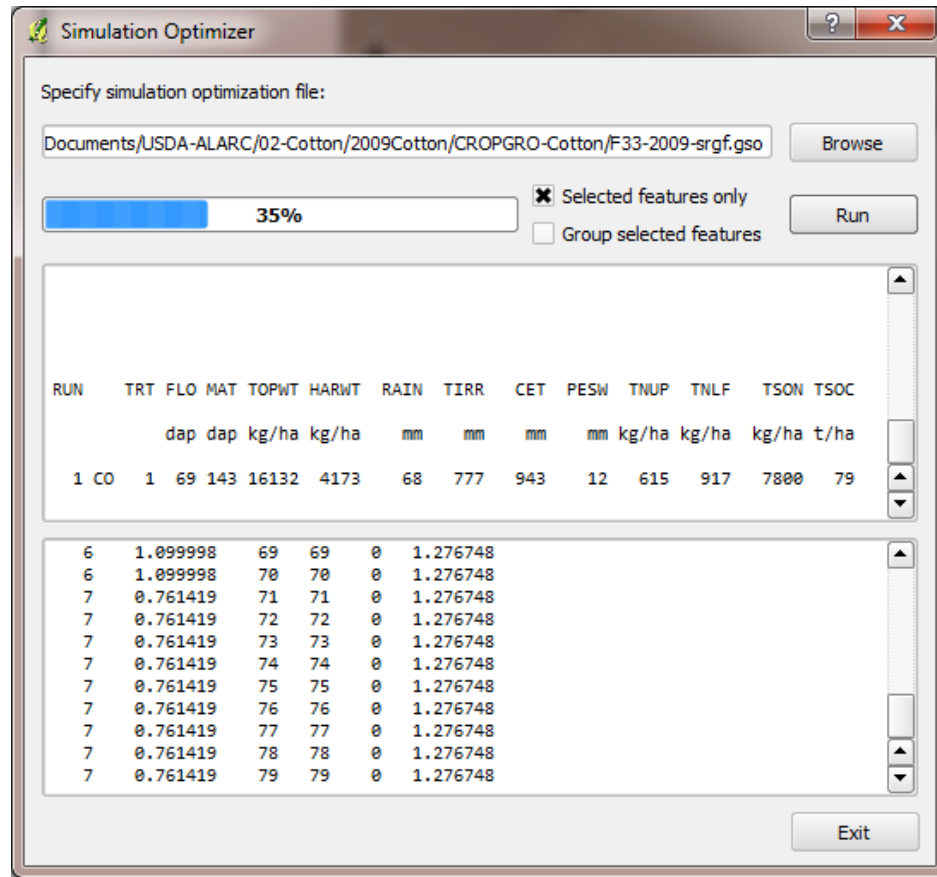 Simulation Optimizer
Specify simulation optimization file:
Documents/USDA-ALARC/02-Cotton/2009Cotton/CROPGRO-Cotton/F33-2009-srgf.gso Browse
35% Selected features only Run
Group selected features
RUN TRT FLO MAT TOPWT HARWT RAIN TIRR CET PESW TNUP TNLF TSON TSOC
dap dap kg/ha kg/ha mm mm mm mm kg/ha kg/ha kg/ha t/ha
1 CO 1 69 143 16132 4173 68 777 943 12 615 917 7800 79
6 1.099998 69 69 0 1.276748
6 1.099998 70 70 0 1.276748
7 0.761419 71 71 0 1.276748
7 0.761419 72 72 0 1.276748
7 0.761419 73 73 0 1.276748
7 0.761419 74 74 0 1.276748
7 0.761419 75 75 0 1.276748
7 0.761419 76 76 0 1.276748
7 0.761419 77 77 0 1.276748
7 0.761419 78 78 0 1.276748
7 0.761419 79 79 0 1.276748
Exit